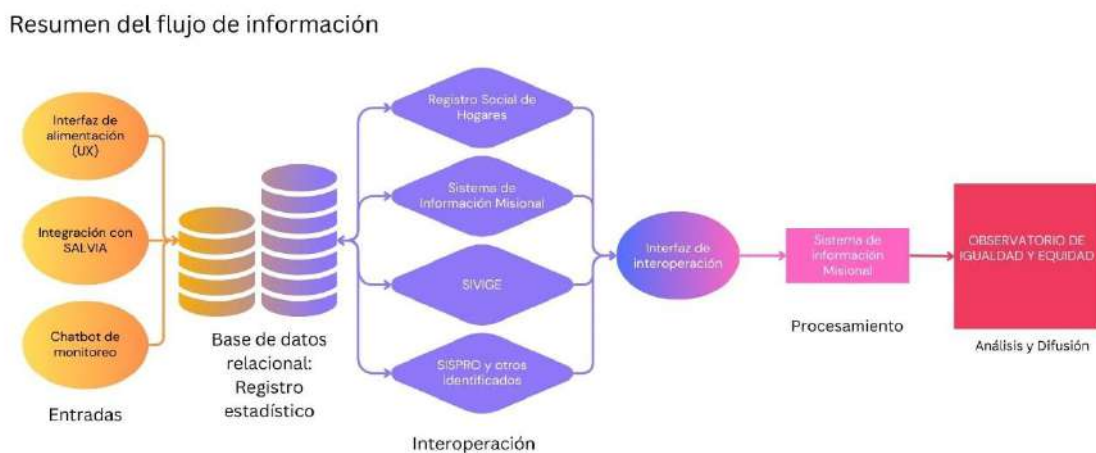 Resumen del flujo de información
Interfaz de
alimentación
(UX)
Integración con
SALVIA
Chatbot de
monitoreo
Entradas
Base de datos
relacional:
Registro
estadístico
Registro Social de
Hogares
Sistema de
Información Misional
SIVIGE
SISPRO y otros
identificados
Interoperación
Interfaz de
interoperación
Sistema de
información
Misional
Procesamiento
OBSERVATORIO DE
IGUALDAD Y EQUIDAD
Análisis y Difusión